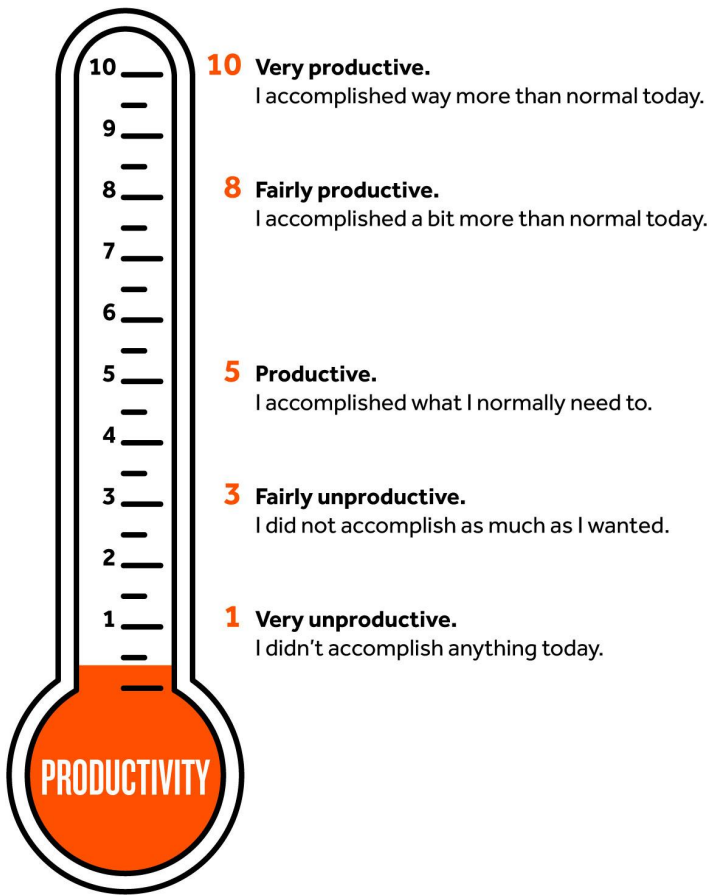 10
9
8
7
6
5
4
3
2
1
PRODUCTIVITY
10 Very productive.
I accomplished way more than normal today.
8 Fairly productive.
I accomplished a bit more than normal today.
5 Productive.
I accomplished what I normally need to.
3 Fairly unproductive.
I did not accomplish as much as I wanted.
1 Very unproductive.
I didn't accomplish anything today.